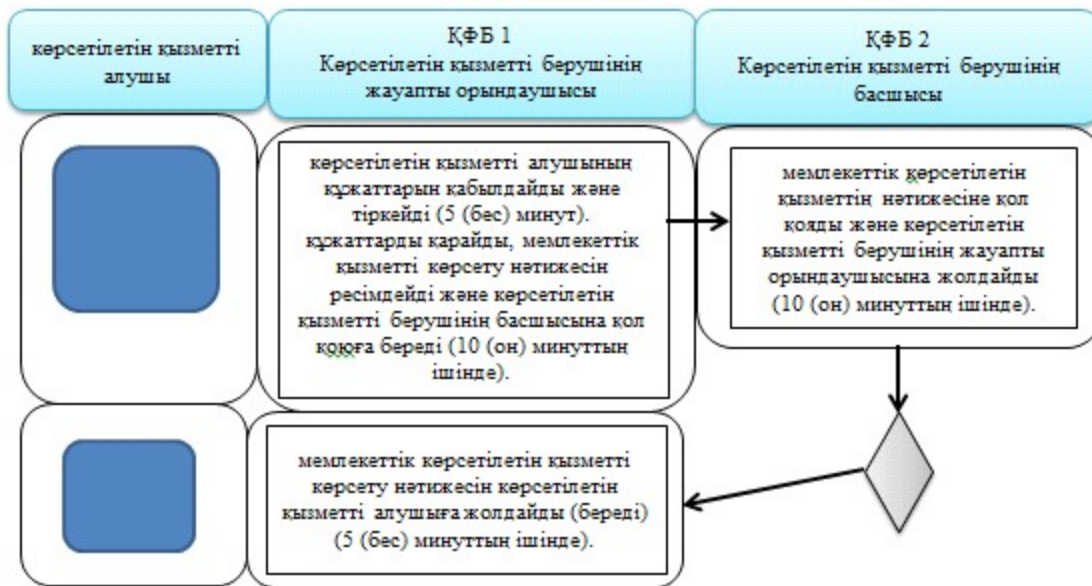 көрсетілетін қызметті
алушы
ҚФБ 1
Көрсетілетін қызметті берушінің
жауапты орындаушысы
ҚФБ 2
Көрсетілетін қызметті берушінің
басшысы
көрсетілетін қызметті алушының
құжаттарын қабылдайды және
тіркейді (5 (бес) минут).
құжаттарды қарайды, мемлекеттік
қызметті көрсету нәтижесін
ресімдейді және көрсетілетін
қызметті берушінің басшысына қол
қоюға береді (10 (он) минуттың
ішінде).
мемлекеттік көрсетілетін
қызметтің нәтижесіне қол
қояды және көрсетілетін
қызметті берушінің жауапты
орындаушысына жолдайды
(10 (он) минуттың ішінде).
мемлекеттік көрсетілетін қызметті
көрсету нәтижесін көрсетілетін
қызметті алушыға жолдайды (береді)
(5 (бес) минуттың ішінде).